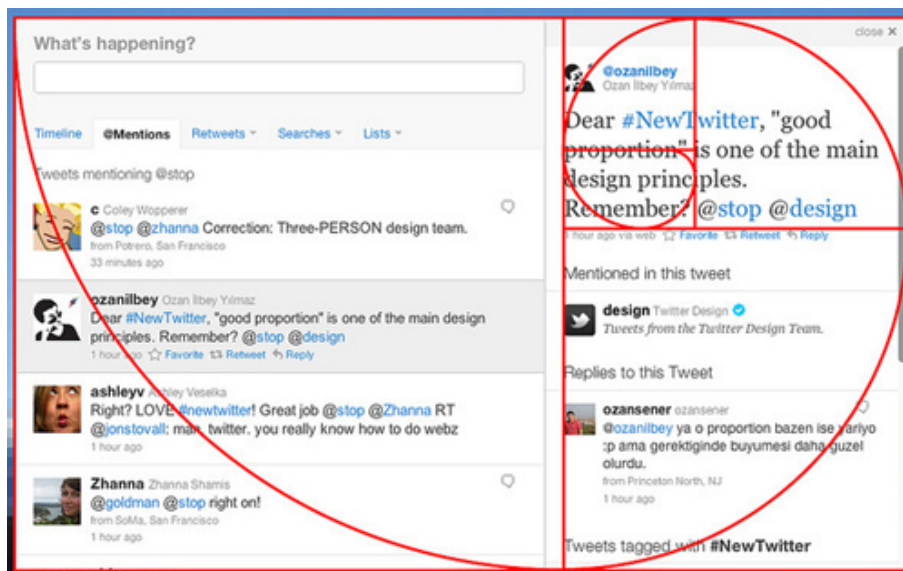 What's happening?
Timeline @Mentions Retweets Searches Lists
Tweets mentioning @stop
c Coley Wopperer
@stop @zhanna Correction: Three-PERSON design team.
from Potrero, San Francisco
33 minutes ago
ozanilbey Ozan İlbey Yılmaz
Dear #NewTwitter, "good proportion" is one of the main design
principles. Remember? @stop @design
1 hour ago Favorite Retweet Reply
ashleyv Ashley Veselka
Right? LOVE #newtwitter! Great job @stop @Zhanna RT
@jonstovall: man, twitter. you really know how to do webz
1 hour ago
Zhanna Zhanna Shamis
@goldman @stop right on!
from SoMa, San Francisco
1 hour ago
close X
@ozanilbey
Ozan İlbey Yılmaz
Dear #NewTwitter, "good
proportion" is one of the main
design principles.
Remember? @stop @design
1 hour ago via web Favorite Retweet Reply
Mentioned in this tweet
design Twitter Design
Tweets from the Twitter Design Team.
Replies to this Tweet
ozansener ozansener
@ozanilbey ya o proportion bazen ise yariyo
:p ama gerektiginde buyumesi daha guzel
olurdu.
from Princeton North, NJ
1 hour ago
Tweets tagged with #NewTwitter